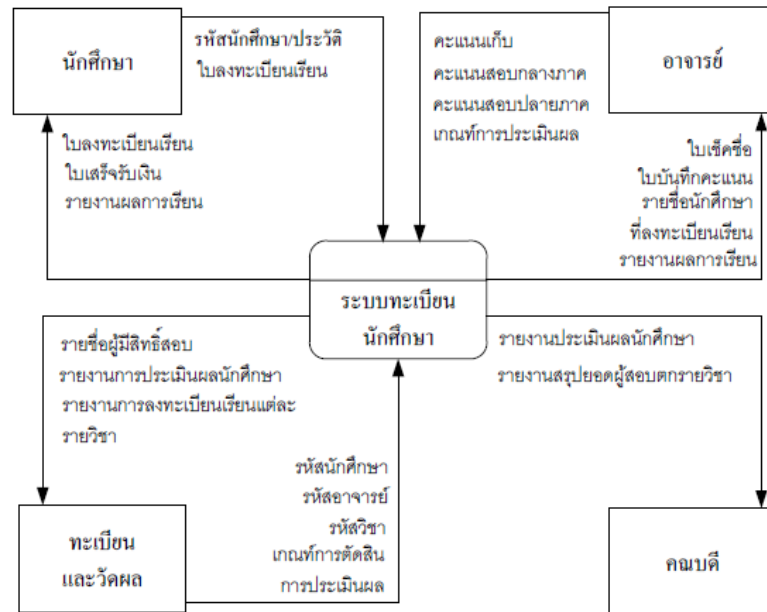 นักศึกษา
รหัสนักศึกษา/ประวัติ
ใบลงทะเบียนเรียน
คะแนนเก็บ
คะแนนสอบกลางภาค
คะแนนสอบปลายภาค
เกณท์การประเมินผล
อาจารย์
ใบลงทะเบียนเรียน
ใบเสร็จรับเงิน
รายงานผลการเรียน
ใบเช็คชื่อ
ใบบันทึกคะแนน
รายชื่อนักศึกษา
ที่ลงทะเบียนเรียน
รายงานผลการเรียน
ระบบทะเบียน
นักศึกษา
รายชื่อผู้มีสิทธิ์สอบ
รายงานการประเมินผลนักศึกษา
รายงานการลงทะเบียนเรียนแต่ละ
รายวิชา
รายงานประเมินผลนักศึกษา
รายงานสรุปยอดผู้สอบตกรายวิชา
รหัสนักศึกษา
รหัสอาจารย์
รหัสวิชา
เกณท์การตัดสิน
การประเมินผล
ทะเบียน
และวัดผล
คณบดี